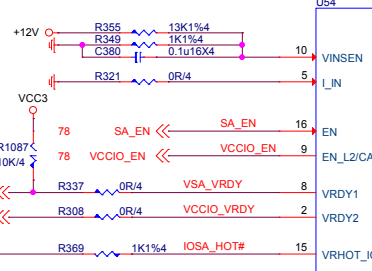 U54
R355 13K1%4
+12V
R349 1K1%4
C380 0.1u16X4
10 VINSEN
R321 0R/4 5 I_IN
VCC3
78 SA_EN SA_EN 16 EN
R1087
10K/4
78 VCCIO_EN VCCIO_EN 9 EN_L2/CA
R337 0R/4 VSA_VRDY 8 VRDY1
R308 0R/4 VCCIO_VRDY 2 VRDY2
R369 1K1%4 IOSA_HOT# 15 VRHOT_IC